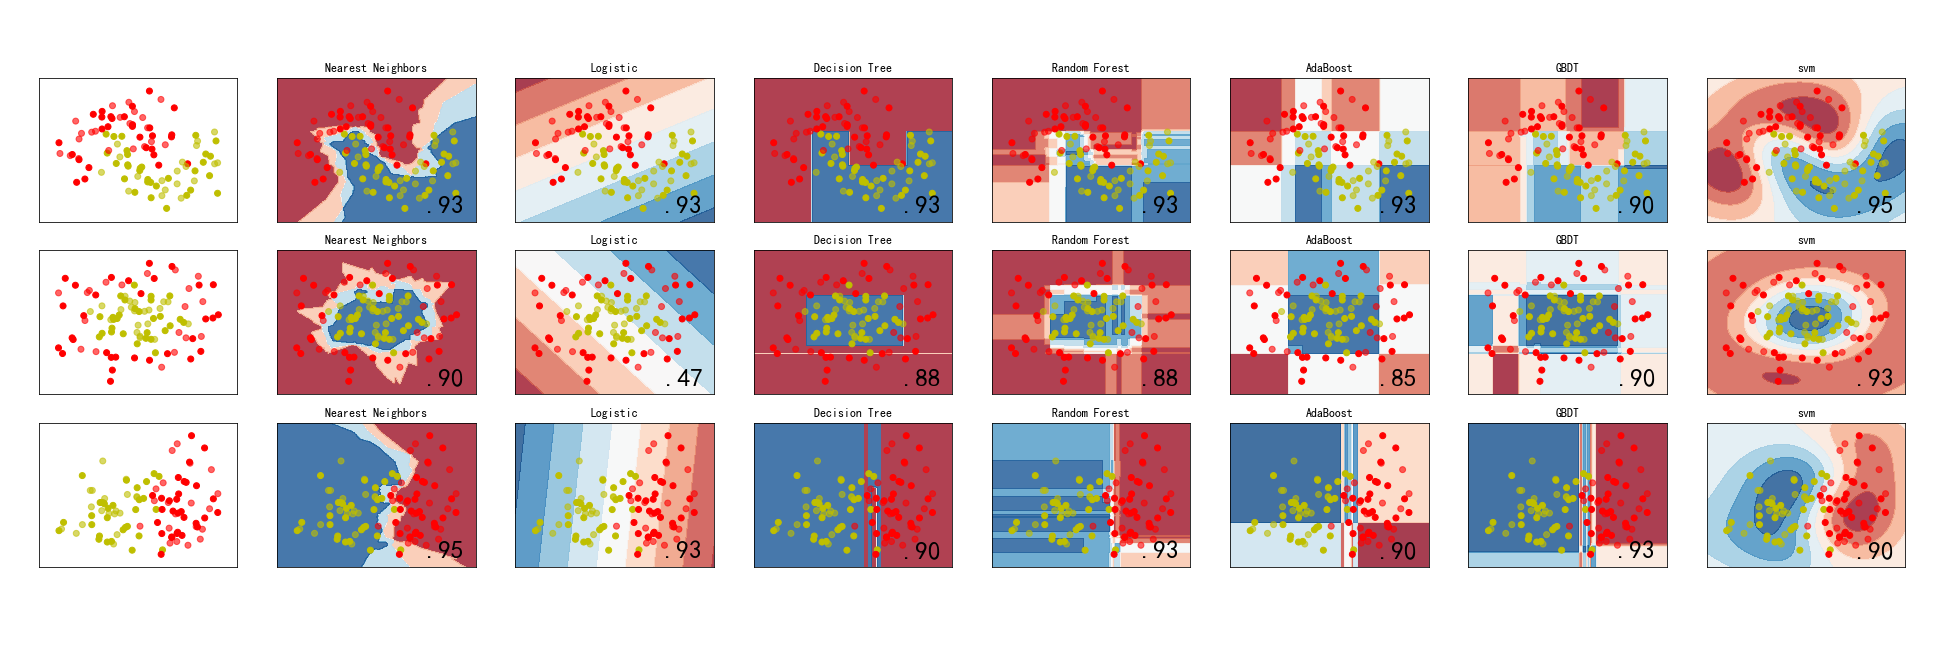 Nearest Neighbors Logistic Decision Tree Random Forest AdaBoost GBDT svm
.93 .93 .93 .93 .93 .90 .95
Nearest Neighbors Logistic Decision Tree Random Forest AdaBoost GBDT svm
.90 .47 .88 .88 .85 .90 .93
Nearest Neighbors Logistic Decision Tree Random Forest AdaBoost GBDT svm
.95 .93 .90 .93 .90 .93 .90